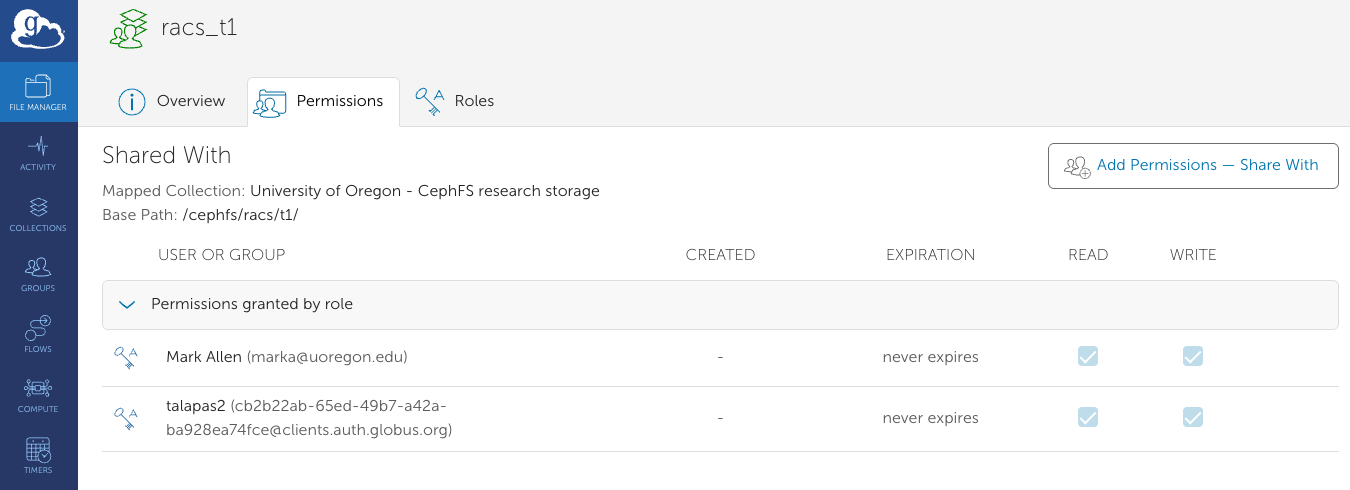 g
racs_t1
Overview
Permissions
Roles
FILE MANAGER
ACTIVITY
COLLECTIONS
GROUPS
FLOWS
COMPUTE
TIMERS
Shared With
Add Permissions — Share With
Mapped Collection: University of Oregon - CephFS research storage
Base Path: /cephfs/racs/t1/
USER OR GROUP CREATED EXPIRATION READ WRITE
Permissions granted by role
Mark Allen (marka@uoregon.edu) - never expires
talapas2 (cb2b22ab-65ed-49b7-a42a-
ba928ea74fce@clients.auth.globus.org) - never expires